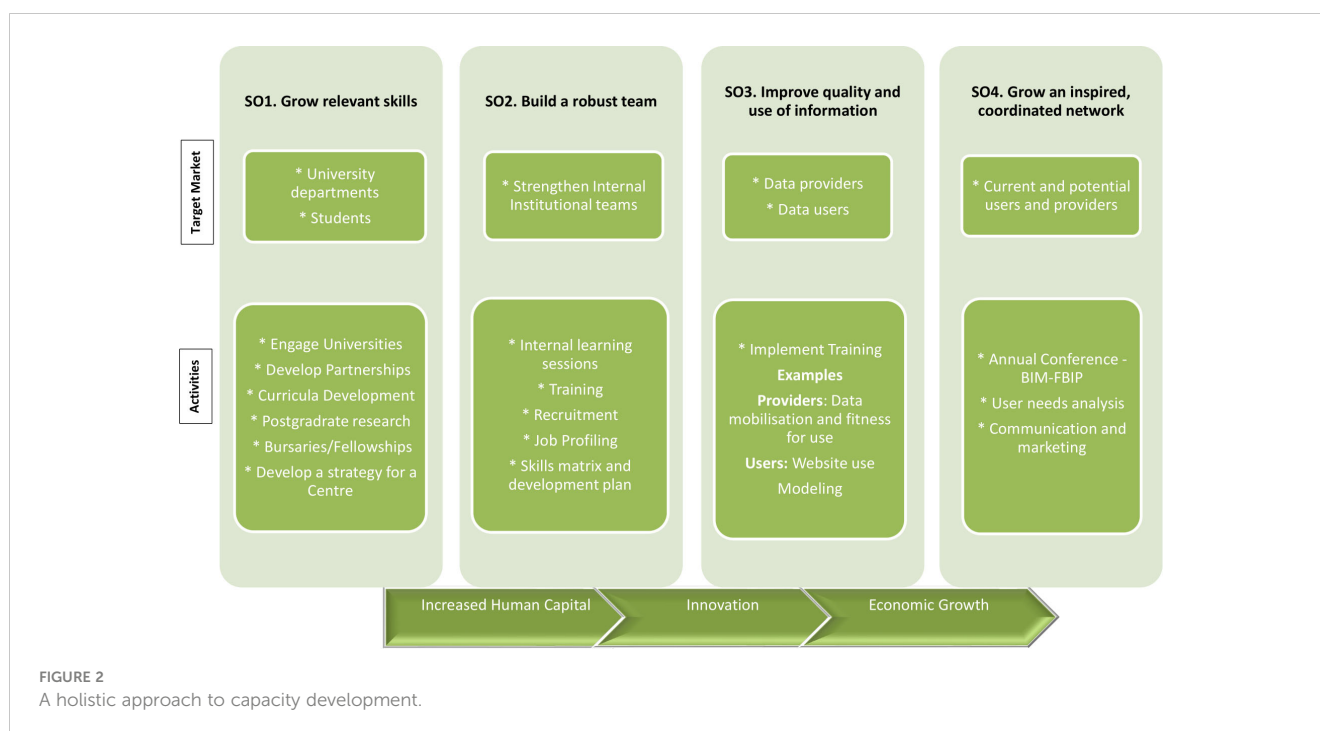 SO1. Grow relevant skills
SO2. Build a robust team
SO3. Improve quality and
use of information
SO4. Grow an inspired,
coordinated network
Target Market
* University
departments
* Students
* Strengthen Internal
Institutional teams
* Data providers
* Data users
* Current and potential
users and providers
Activities
* Engage Universities
* Develop Partnerships
* Curricula Development
* Postgradrate research
* Bursaries/Fellowships
* Develop a strategy for a
Centre
* Internal learning
sessions
* Training
* Recruitment
* Job Profiling
* Skills matrix and
development plan
* Implement Training
Examples
Providers: Data
mobilisation and fitness
for use
Users: Website use
Modeling
* Annual Conference -
BIM-FBIP
* User needs analysis
* Communication and
marketing
Increased Human Capital
Innovation
Economic Growth
FIGURE 2
A holistic approach to capacity development.